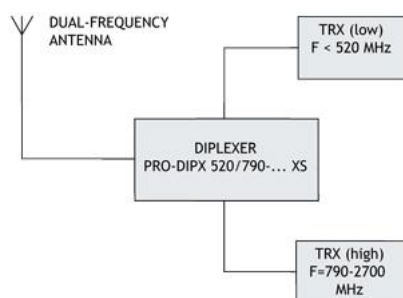 DUAL-FREQUENCY
ANTENNA
TRX (low)
F < 520 MHz
DIPLEXER
PRO-DIPX 520/790-... XS
TRX (high)
F=790-2700
MHz